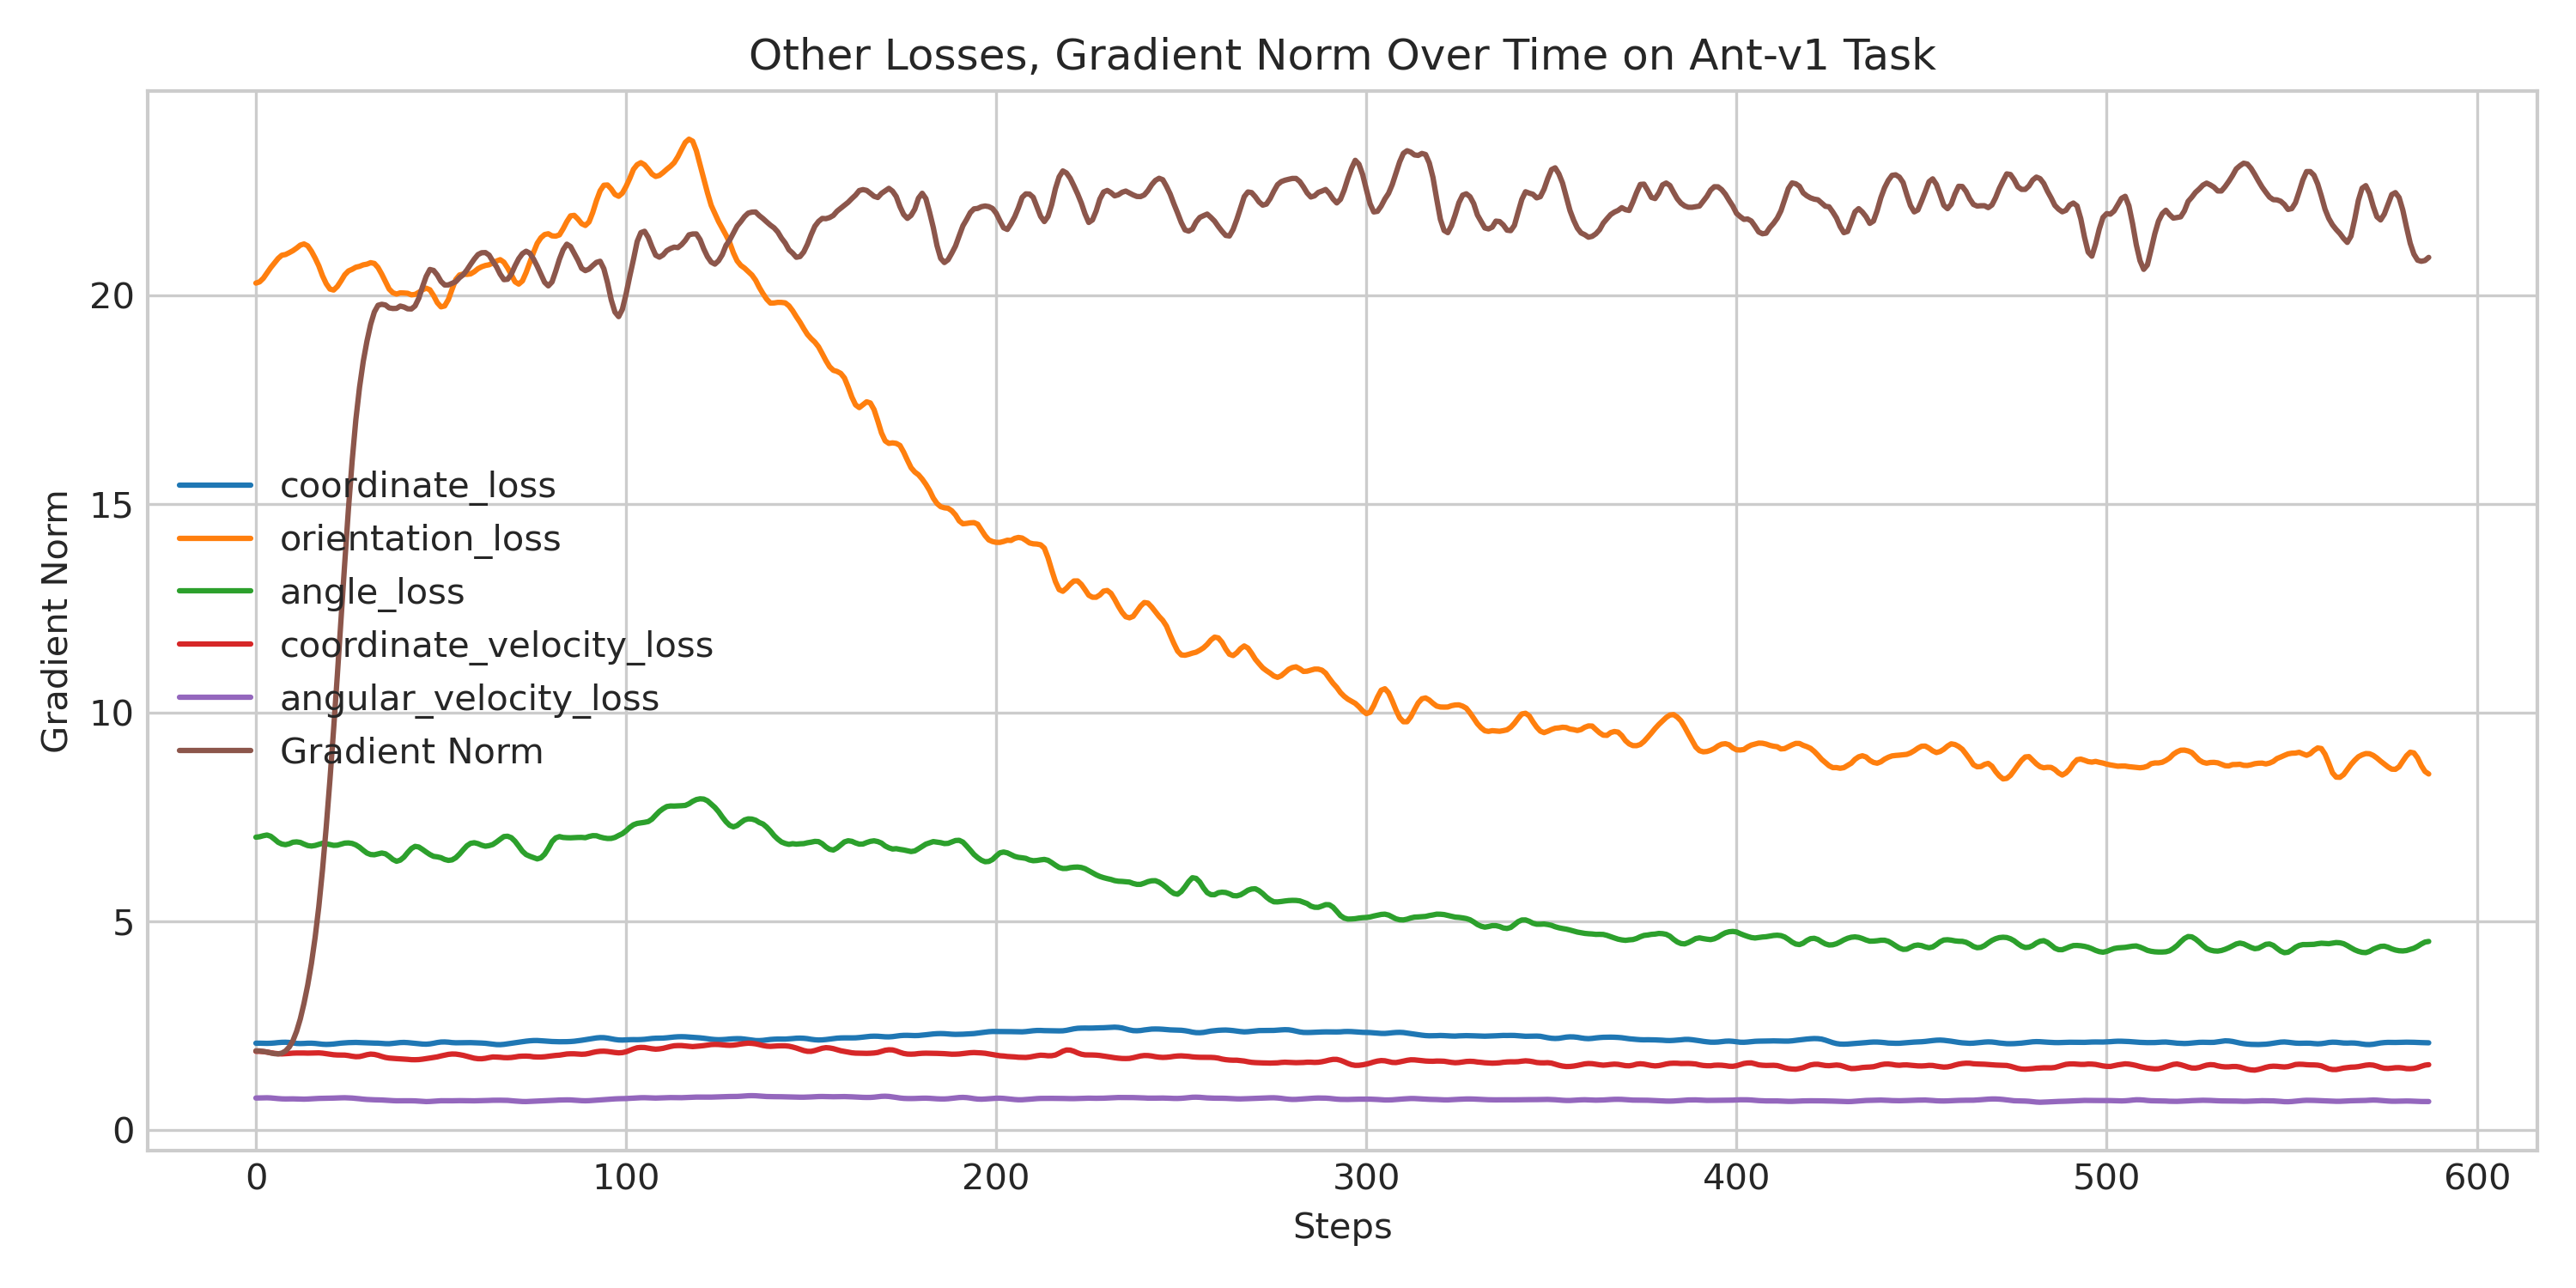 Other Losses, Gradient Norm Over Time on Ant-v1 Task
Gradient Norm
20
15
10
5
0
coordinate_loss
orientation_loss
angle_loss
coordinate_velocity_loss
angular_velocity_loss
Gradient Norm
0 100 200 300 400 500 600
Steps